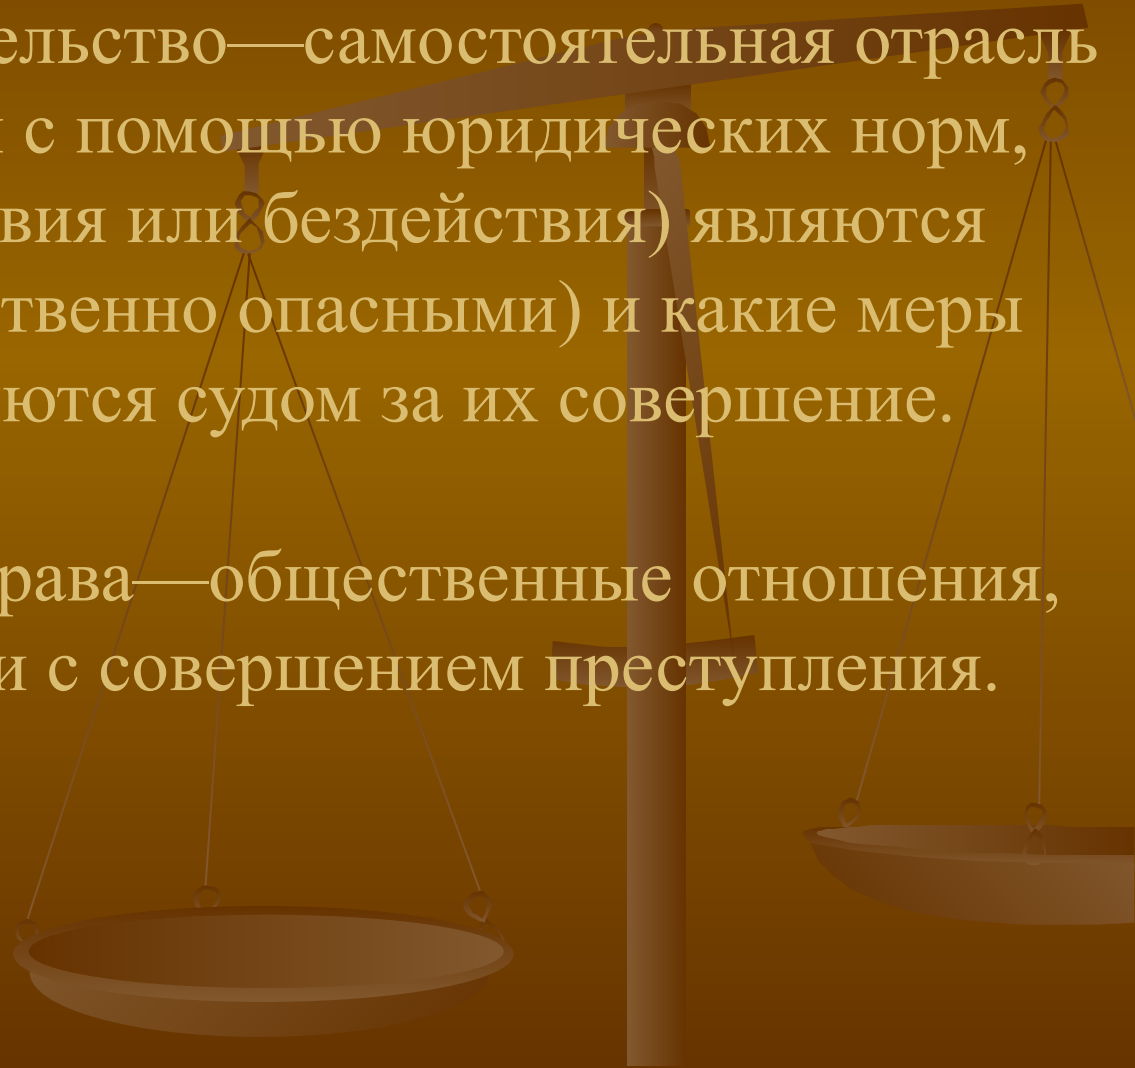 ельство—самостоятельная отрасль
с помощью юридических норм,
вия или бездействия) являются
твенно опасными) и какие меры
ются судом за их совершение.
рава—общественные отношения,
и с совершением преступления.